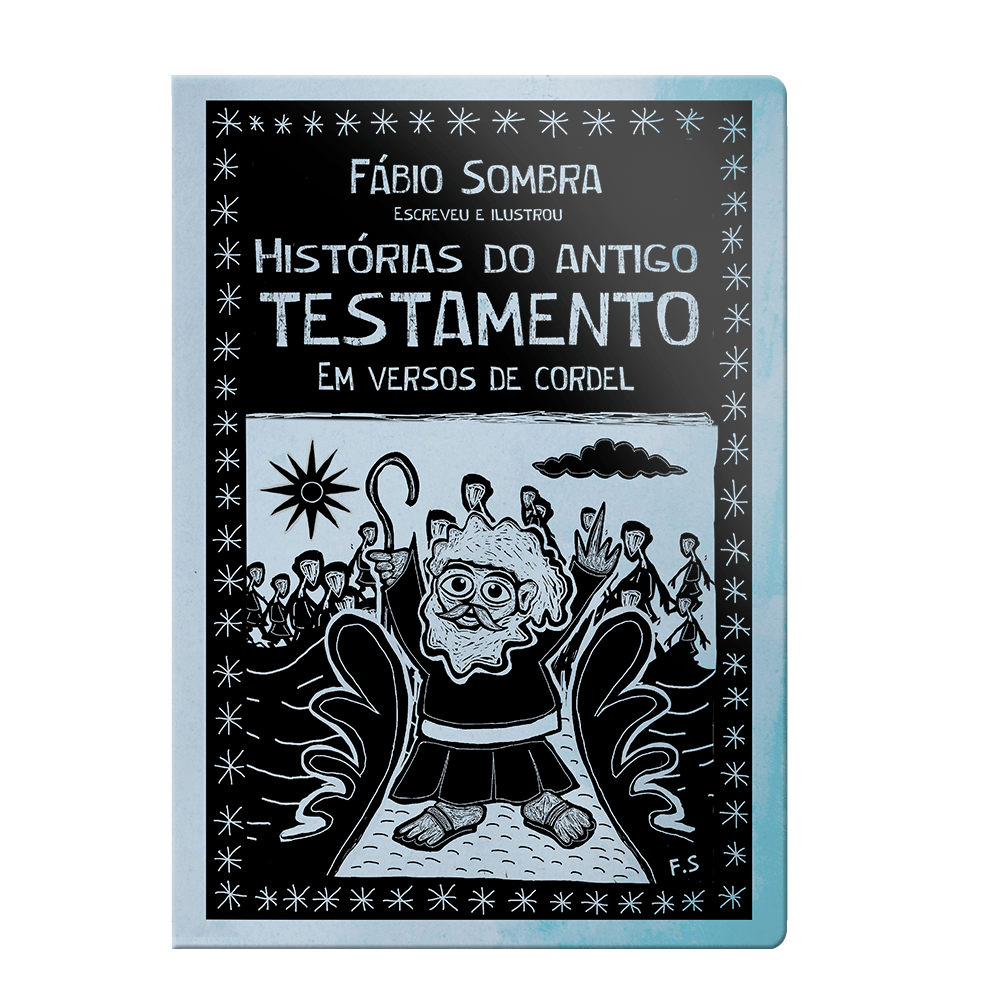 FÁBIO SOMBRA
ESCREVEU E ILUSTROU
HISTÓRIAS DO ANTIGO
TESTAMENTO
EM VERSOS DE CORDEL
F.S